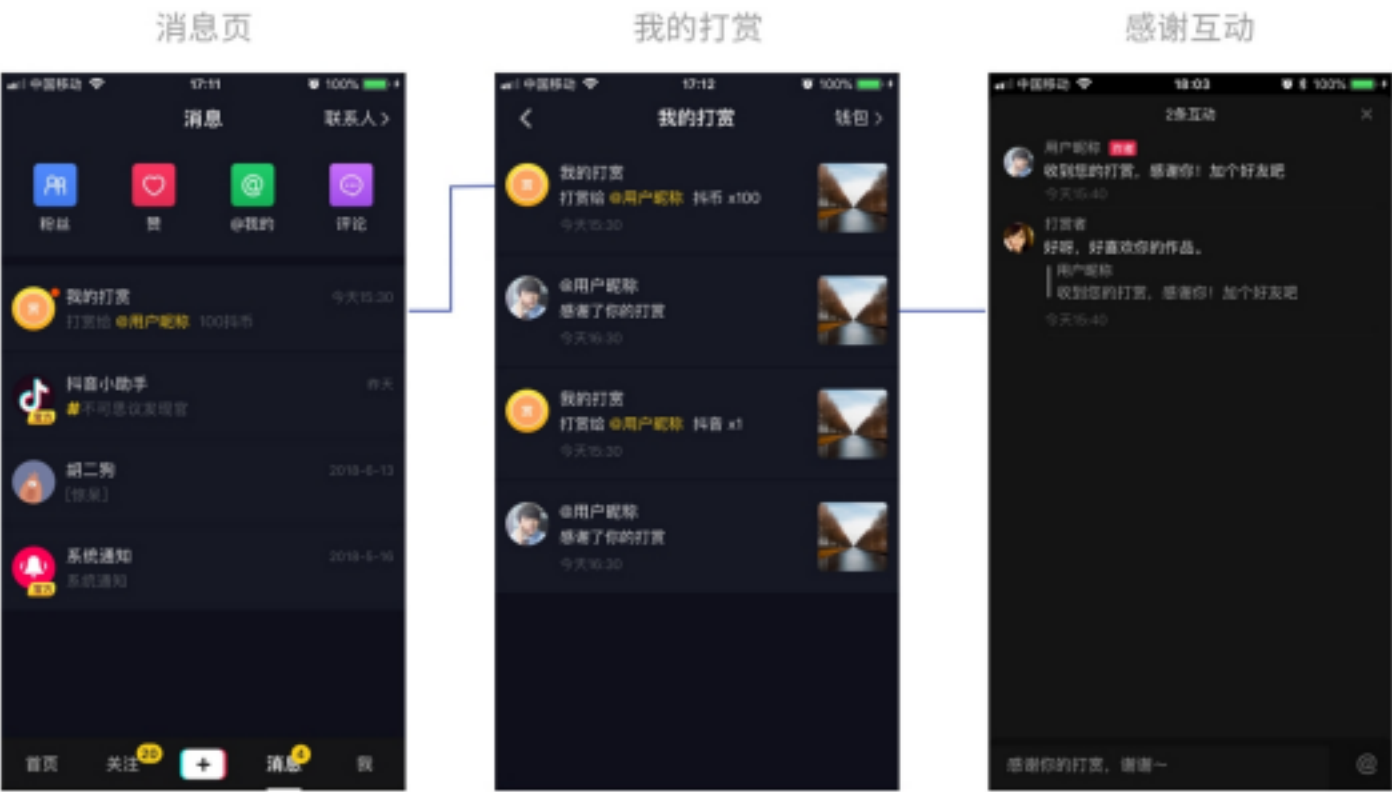 消息页
我的打赏
感谢互动
中国移动 17:11 100%
消息 联系人
粉丝 赞 @我的 评论
我的打赏 今天15:30
打赏给 @用户昵称 100抖币
抖音小助手 昨天
官方 #不可思议发现官
胡二狗 2018-6-13
[惊呆]
系统通知 2018-5-16
官方 系统通知
首页 关注 20 + 消息 4 我
中国移动 17:12 100%
我的打赏 钱包
赏 我的打赏
打赏给 @用户昵称 抖币 x100
今天15:30
@用户昵称
感谢了你的打赏
今天16:30
赏 我的打赏
打赏给 @用户昵称 抖音 x1
今天15:30
@用户昵称
感谢了你的打赏
今天16:30
中国移动 18:03 100%
2条互动
用户昵称 作者
收到您的打赏，感谢你！加个好友吧
今天15:40
打赏者
好呀，好喜欢你的作品。
用户昵称
收到您的打赏，感谢你！加个好友吧
今天15:40
感谢你的打赏，谢谢～ @